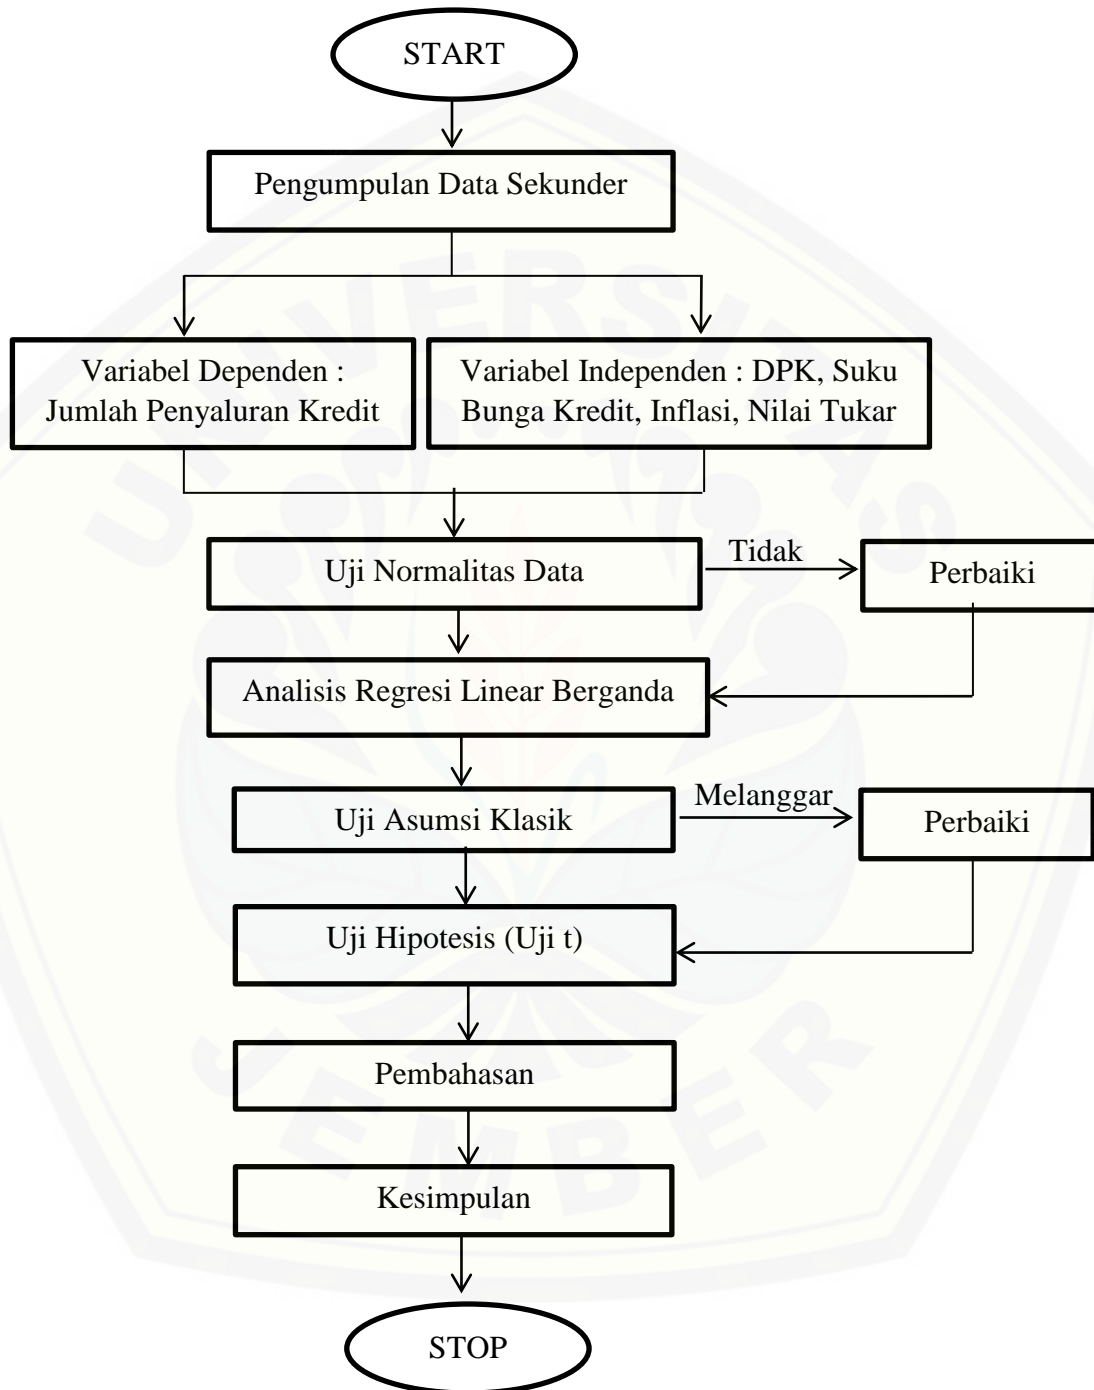 START
Pengumpulan Data Sekunder
Variabel Dependen :
Jumlah Penyaluran Kredit
Variabel Independen : DPK, Suku
Bunga Kredit, Inflasi, Nilai Tukar
Uji Normalitas Data
Tidak
Perbaiki
Analisis Regresi Linear Berganda
Uji Asumsi Klasik
Melanggar
Perbaiki
Uji Hipotesis (Uji t)
Pembahasan
Kesimpulan
STOP
UNIVERSITAS
JEMBER